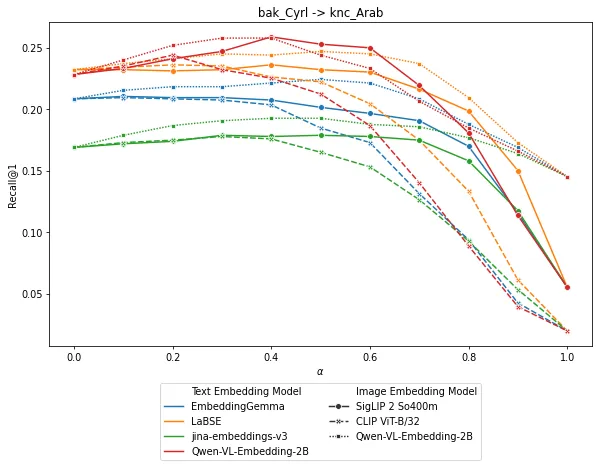 bak_Cyrl -> knc_Arab
Recall@1
0.25
0.20
0.15
0.10
0.05
0.0
0.2
0.4
0.6
0.8
1.0
α
Text Embedding Model
EmbeddingGemma
LaBSE
jina-embeddings-v3
Qwen-VL-Embedding-2B
Image Embedding Model
SigLIP 2 So400m
CLIP ViT-B/32
Qwen-VL-Embedding-2B